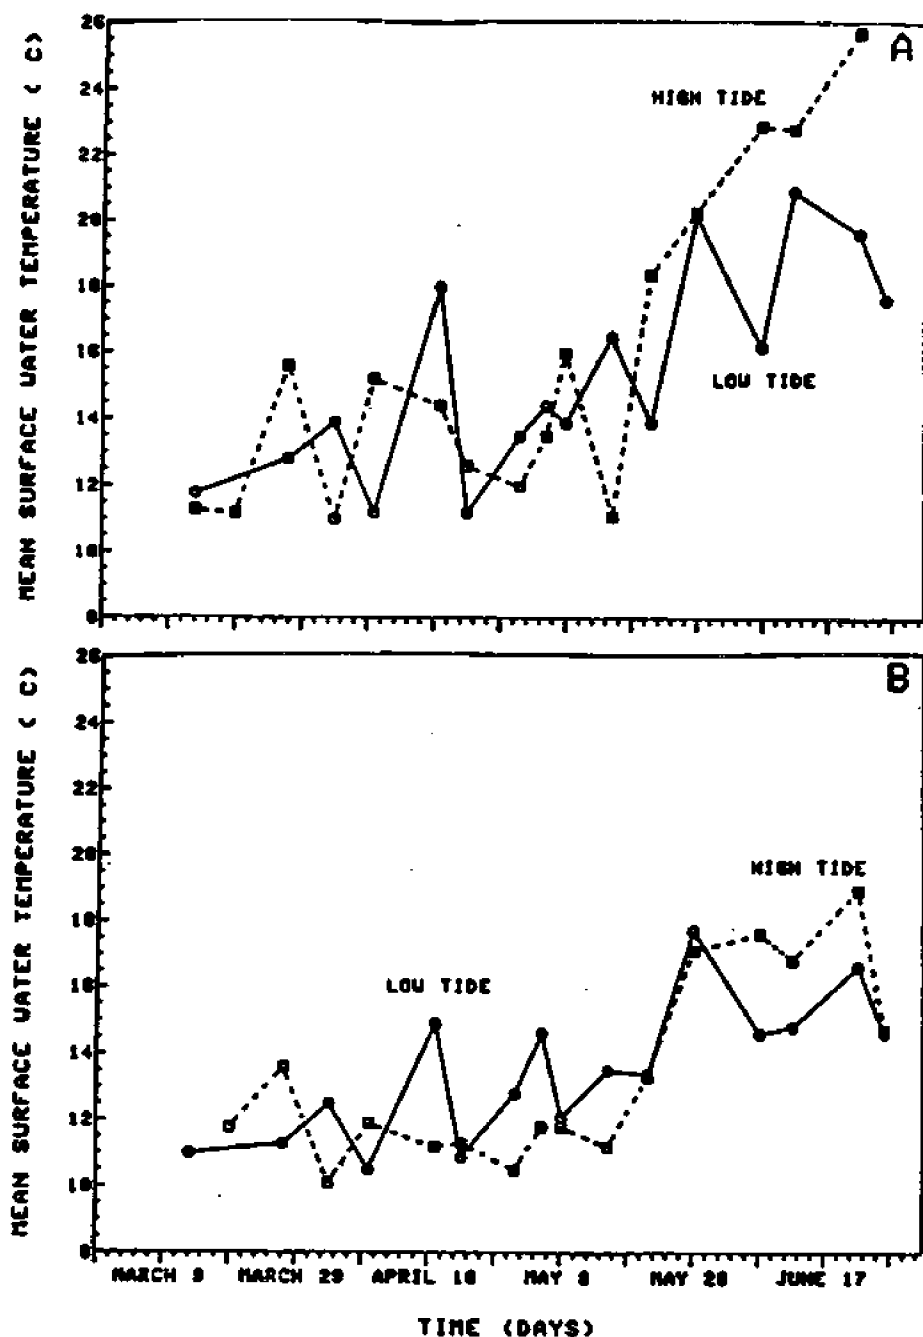 A
MEAN SURFACE WATER TEMPERATURE ( C)
26
24
22
20
18
16
14
12
10
8
HIGH TIDE
LOW TIDE
B
MEAN SURFACE WATER TEMPERATURE ( C)
26
24
22
20
18
16
14
12
10
8
HIGH TIDE
LOW TIDE
MARCH 9 MARCH 29 APRIL 18 MAY 8 MAY 28 JUNE 17
TIME (DAYS)